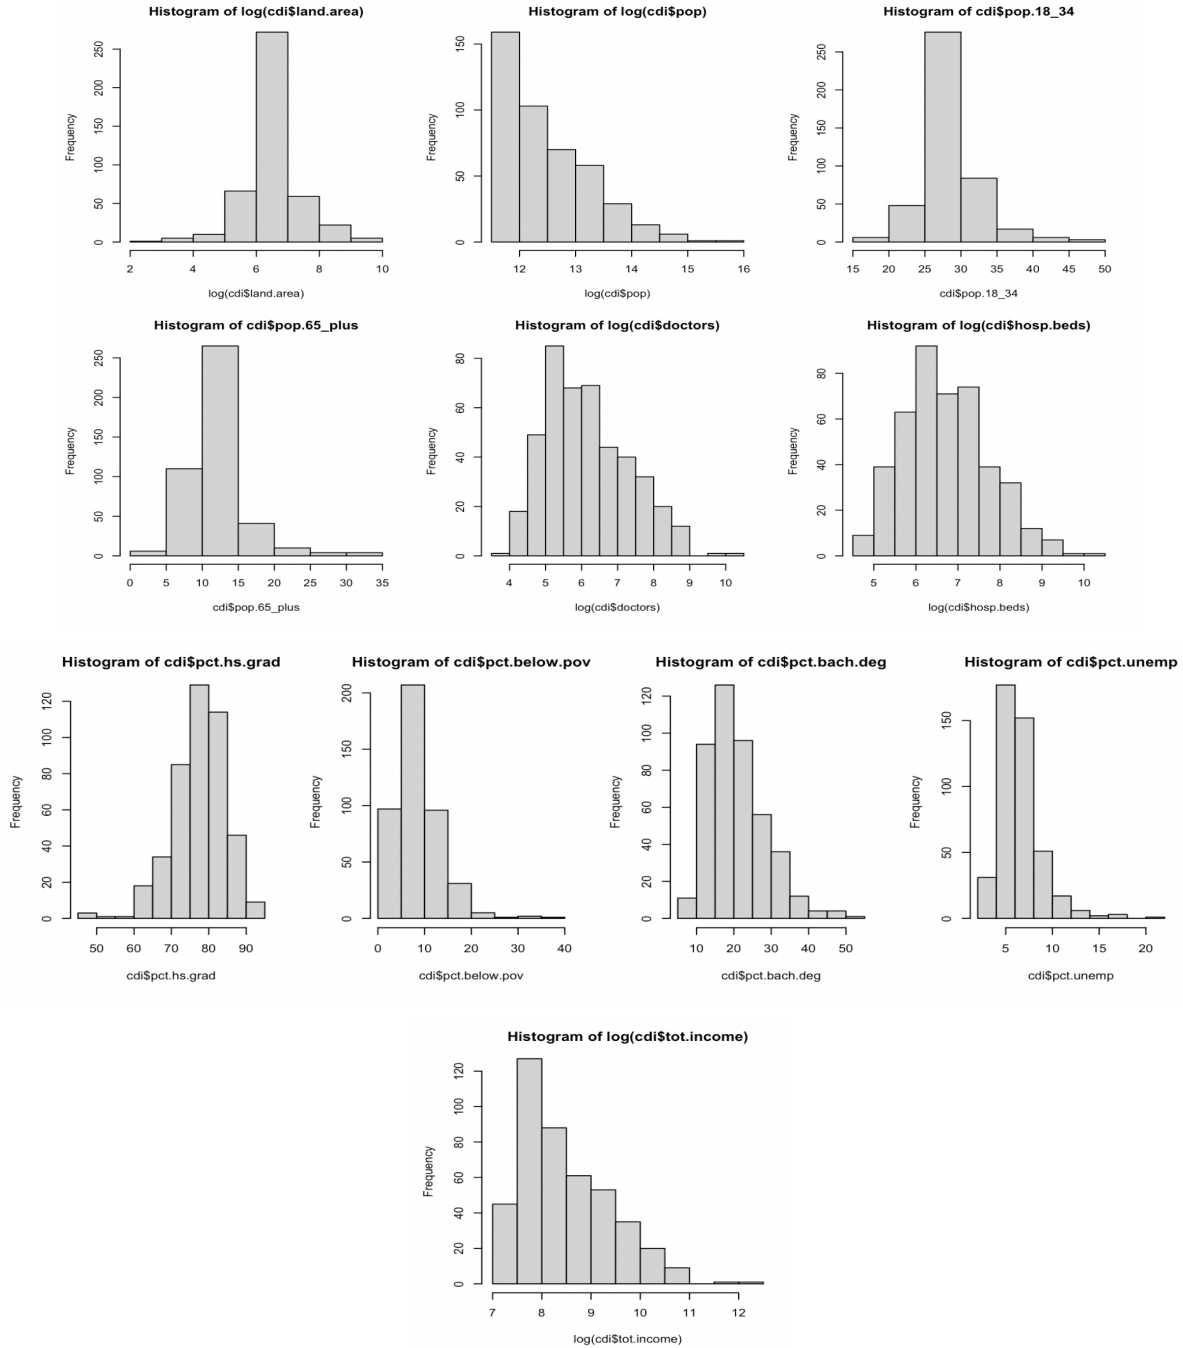 Histogram of log(cdi$land.area)
Frequency
0 50 100 150 200 250
2 4 6 8 10
log(cdi$land.area)
Histogram of log(cdi$pop)
Frequency
0 50 100 150
12 13 14 15 16
log(cdi$pop)
Histogram of cdi$pop.18_34
Frequency
0 50 100 150 200 250
15 20 25 30 35 40 45 50
cdi$pop.18_34
Histogram of cdi$pop.65_plus
Frequency
0 50 100 150 200 250
0 5 10 15 20 25 30 35
cdi$pop.65_plus
Histogram of log(cdi$doctors)
Frequency
0 20 40 60 80
4 5 6 7 8 9 10
log(cdi$doctors)
Histogram of log(cdi$hosp.beds)
Frequency
0 20 40 60 80
5 6 7 8 9 10
log(cdi$hosp.beds)
Histogram of cdi$pct.hs.grad
Frequency
0 20 40 60 80 100 120
50 60 70 80 90
cdi$pct.hs.grad
Histogram of cdi$pct.below.pov
Frequency
0 50 100 150 200
0 10 20 30 40
cdi$pct.below.pov
Histogram of cdi$pct.bach.deg
Frequency
0 20 40 60 80 100 120
10 20 30 40 50
cdi$pct.bach.deg
Histogram of cdi$pct.unemp
Frequency
0 50 100 150
5 10 15 20
cdi$pct.unemp
Histogram of log(cdi$tot.income)
Frequency
0 20 40 60 80 100 120
7 8 9 10 11 12
log(cdi$tot.income)